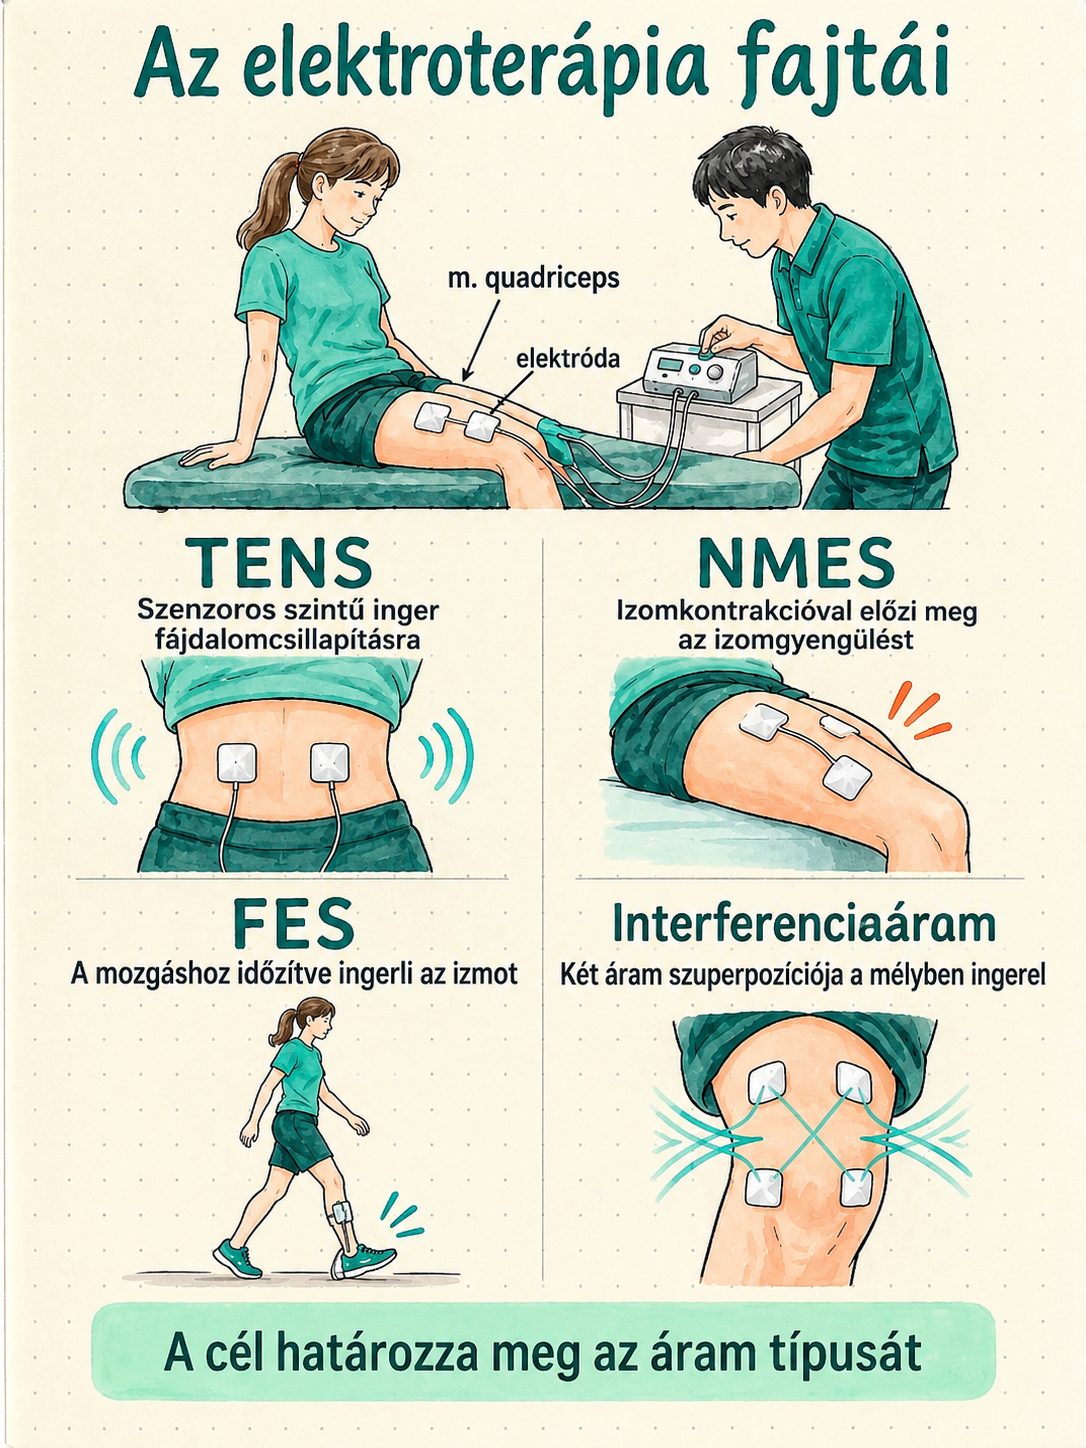 Az elektroterápia fajtái
m. quadriceps
elektróda
TENS
Szenzoros szintű inger
fájdalomcsillapításra
NMES
Izomkontrakcióval előzi meg
az izomgyengülést
FES
A mozgáshoz időzítve ingerli az izmot
Interferenciaáram
Két áram szuperpozíciója a mélyben ingerel
A cél határozza meg az áram típusát